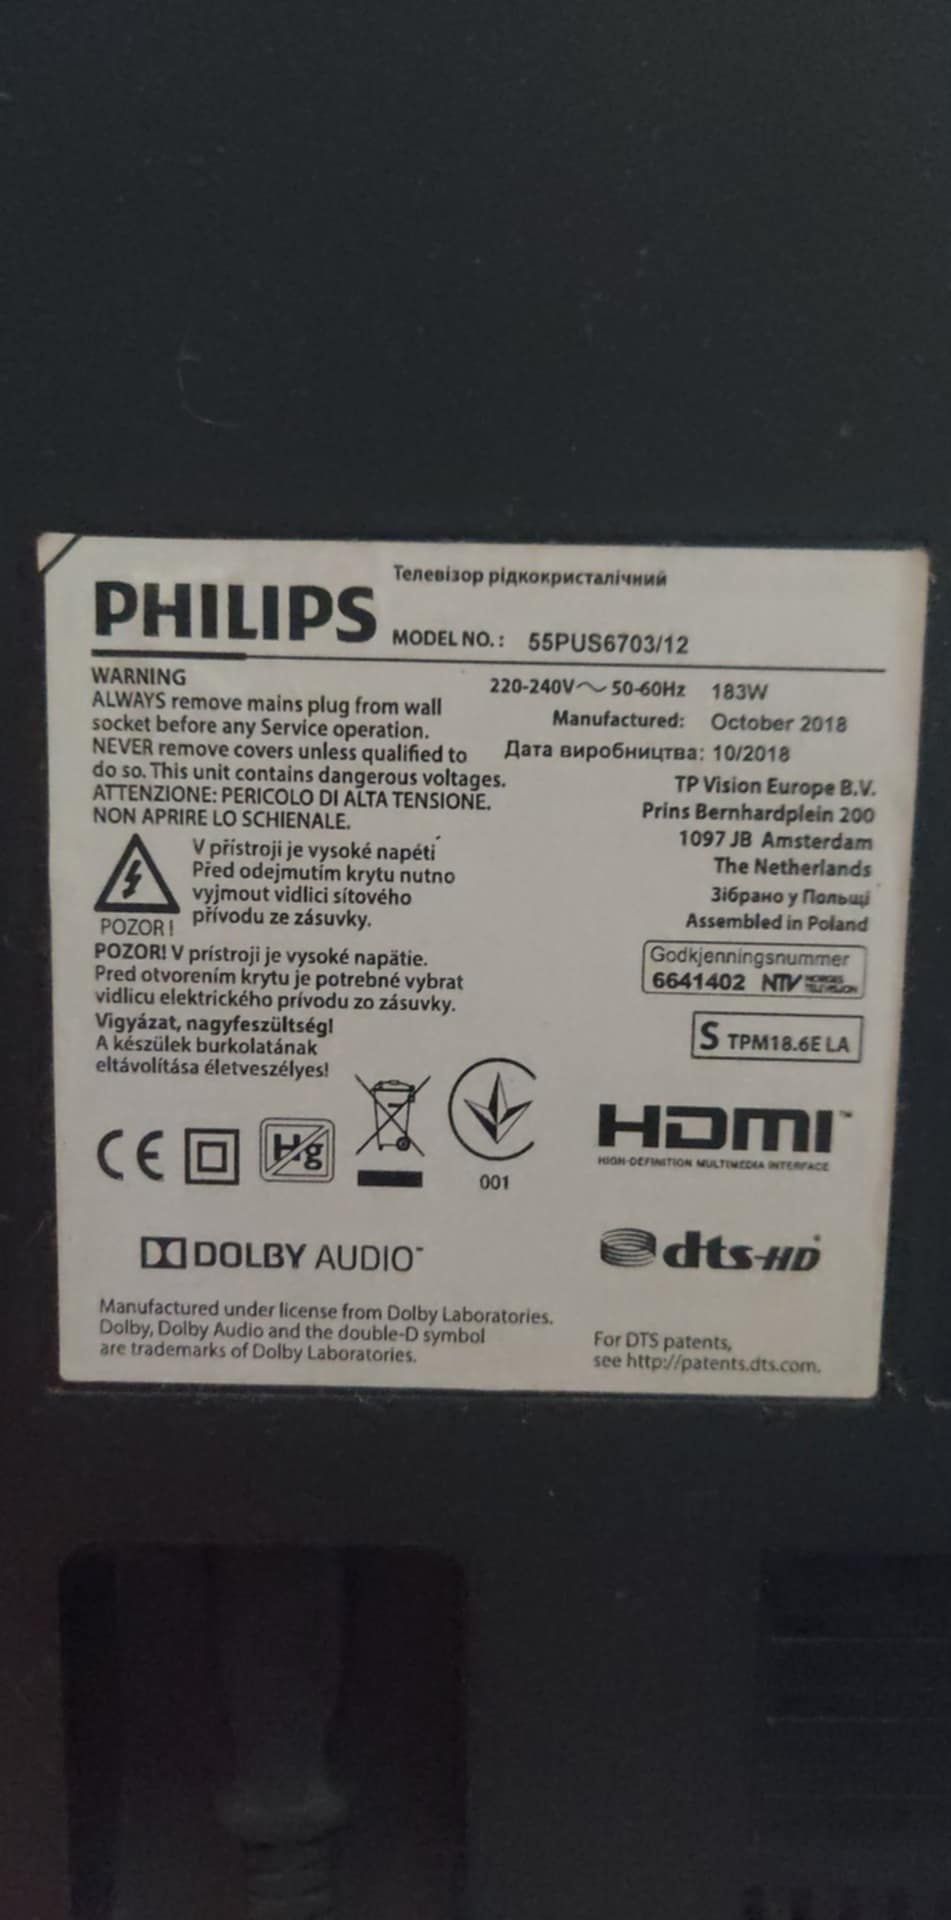 Телевізор рідкокристалічний
PHILIPS
MODEL NO.: 55PUS6703/12
WARNING
ALWAYS remove mains plug from wall
socket before any Service operation.
NEVER remove covers unless qualified to
do so. This unit contains dangerous voltages.
ATTENZIONE: PERICOLO DI ALTA TENSIONE.
NON APRIRE LO SCHIENALE.
V přístroji je vysoké napětí
Před odejmutím krytu nutno
vyjmout vidlici síťového
přívodu ze zásuvky.
POZOR!
POZOR! V prístroji je vysoké napätie.
Pred otvorením krytu je potrebné vybrat
vidlicu elektrického prívodu zo zásuvky.
Vigyázat, nagyfeszültség!
A készülek burkolatának
eltávolítása életveszélyes!
220-240V~ 50-60Hz 183W
Manufactured: October 2018
Дата виробництва: 10/2018
TP Vision Europe B.V.
Prins Bernhardplein 200
1097 JB Amsterdam
The Netherlands
Зібрано у Польщі
Assembled in Poland
Godkjenningsnummer
6641402 NTV NORGES TELEVISJON
S TPM18.6E LA
CE
Hg
001
HDMI™
HIGH-DEFINITION MULTIMEDIA INTERFACE
DOLBY AUDIO™
dts-HD
Manufactured under license from Dolby Laboratories.
Dolby, Dolby Audio and the double-D symbol
are trademarks of Dolby Laboratories.
For DTS patents,
see http://patents.dts.com.